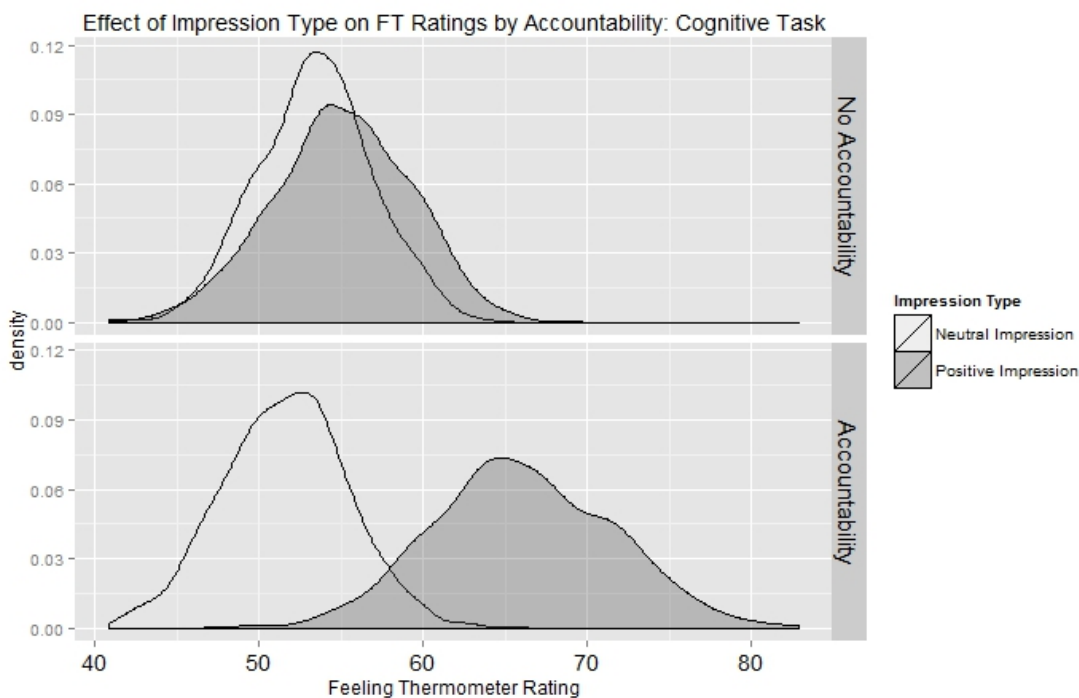 Effect of Impression Type on FT Ratings by Accountability: Cognitive Task
0.12
0.09
0.06
0.03
0.00
No Accountability
density
0.12
0.09
0.06
0.03
0.00
Accountability
40 50 60 70 80
Feeling Thermometer Rating
Impression Type
Neutral Impression
Positive Impression